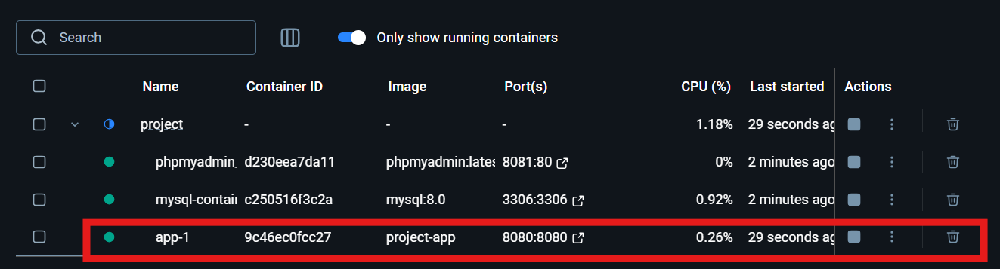 Search Only show running containers
Name Container ID Image Port(s) CPU (%) Last started Actions
project - - - 1.18% 29 seconds ag
phpmyadmin_ d230eea7da11 phpmyadmin:lates 8081:80 0% 2 minutes ago
mysql-contain c250516f3c2a mysql:8.0 3306:3306 0.92% 2 minutes ago
app-1 9c46ec0fcc27 project-app 8080:8080 0.26% 29 seconds ag